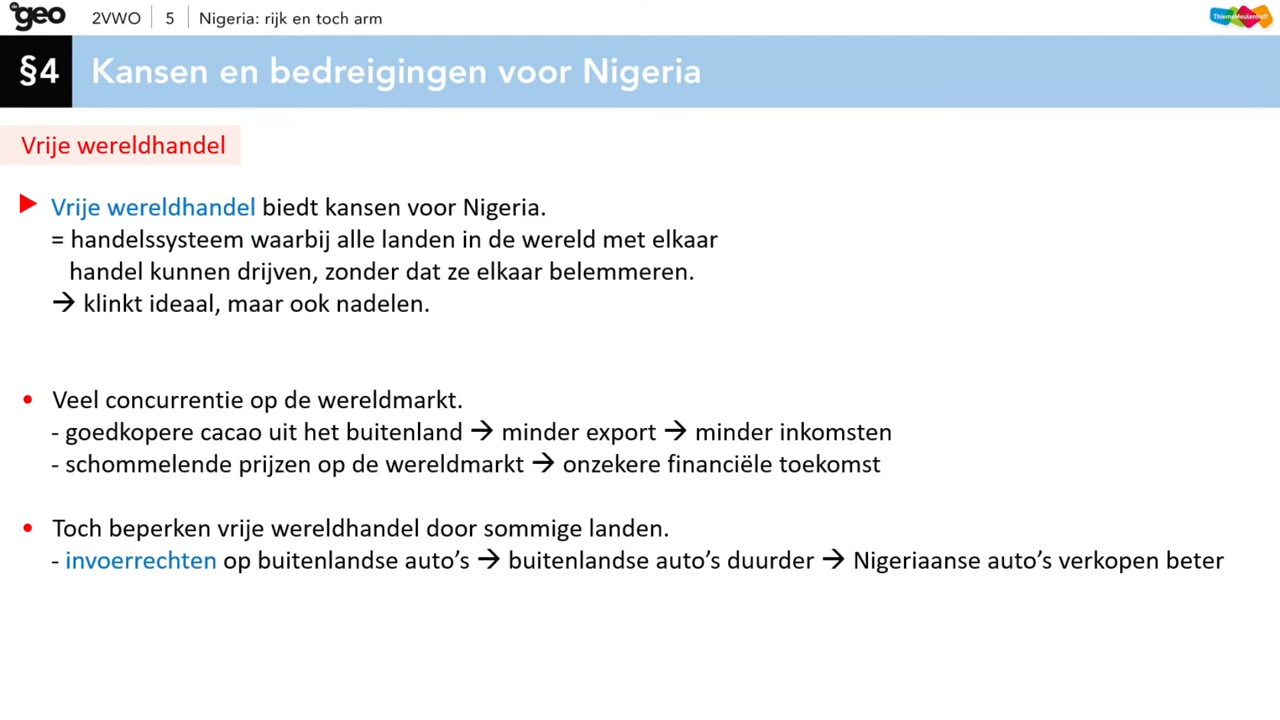 de geo 2VWO 5 Nigeria: rijk en toch arm ThiemeMeulenhoff
§4 Kansen en bedreigingen voor Nigeria
Vrije wereldhandel
Vrije wereldhandel biedt kansen voor Nigeria.
= handelssysteem waarbij alle landen in de wereld met elkaar
handel kunnen drijven, zonder dat ze elkaar belemmeren.
→ klinkt ideaal, maar ook nadelen.
• Veel concurrentie op de wereldmarkt.
- goedkopere cacao uit het buitenland → minder export → minder inkomsten
- schommelende prijzen op de wereldmarkt → onzekere financiële toekomst
• Toch beperken vrije wereldhandel door sommige landen.
- invoerrechten op buitenlandse auto’s → buitenlandse auto’s duurder → Nigeriaanse auto’s verkopen beter